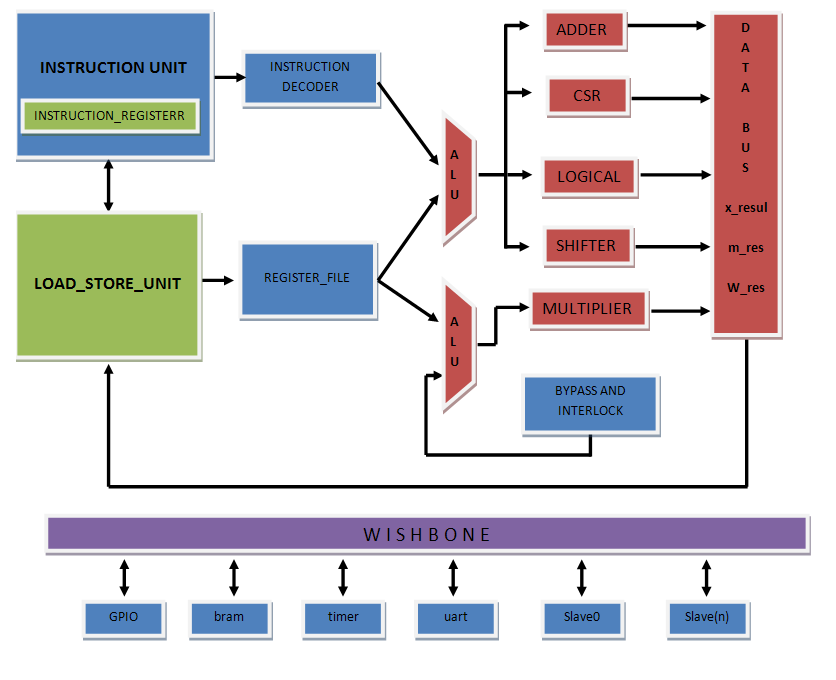 INSTRUCTION UNIT
INSTRUCTION_REGISTERR
INSTRUCTION
DECODER
LOAD_STORE_UNIT
REGISTER_FILE
A
L
U
A
L
U
ADDER
CSR
LOGICAL
SHIFTER
MULTIPLIER
BYPASS AND
INTERLOCK
D
A
T
A
B
U
S
x_resul
m_res
W_res
WISHBONE
GPIO
bram
timer
uart
Slave0
Slave(n)